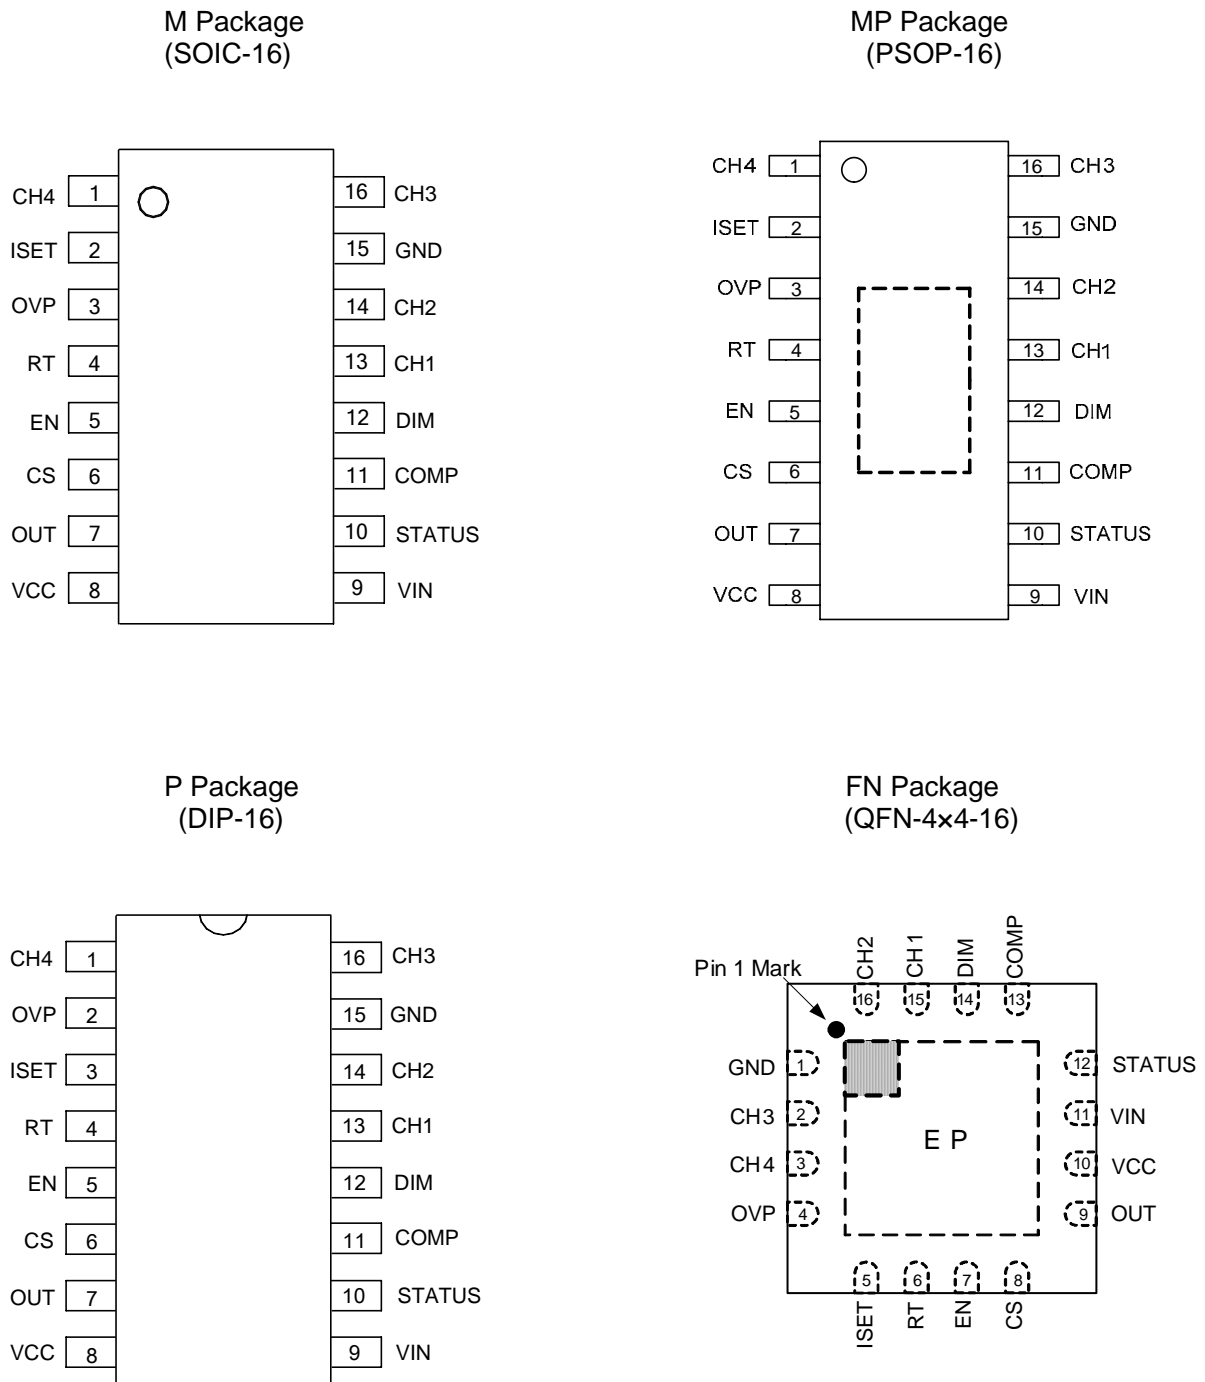 M Package
(SOIC-16)
CH4 1 16 CH3
ISET 2 15 GND
OVP 3 14 CH2
RT 4 13 CH1
EN 5 12 DIM
CS 6 11 COMP
OUT 7 10 STATUS
VCC 8 9 VIN
MP Package
(PSOP-16)
CH4 1 16 CH3
ISET 2 15 GND
OVP 3 14 CH2
RT 4 13 CH1
EN 5 12 DIM
CS 6 11 COMP
OUT 7 10 STATUS
VCC 8 9 VIN
P Package
(DIP-16)
CH4 1 16 CH3
OVP 2 15 GND
ISET 3 14 CH2
RT 4 13 CH1
EN 5 12 DIM
CS 6 11 COMP
OUT 7 10 STATUS
VCC 8 9 VIN
FN Package
(QFN-4×4-16)
CH2 CH1 DIM COMP
Pin 1 Mark
16 15 14 13
GND 1 12 STATUS
CH3 2 11 VIN
E P
CH4 3 10 VCC
OVP 4 9 OUT
5 6 7 8
ISET RT EN CS